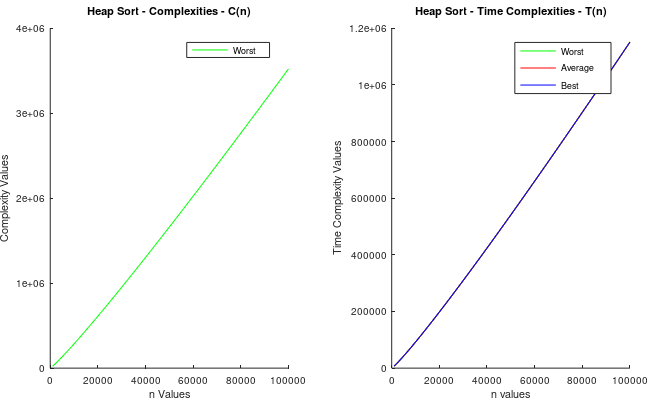 Heap Sort - Complexities - C(n)
4e+06
3e+06
2e+06
1e+06
0
Complexity Values
Worst
0 20000 40000 60000 80000 100000
n Values
Heap Sort - Time Complexities - T(n)
1.2e+06
1e+06
800000
600000
400000
200000
0
Time Complexity Values
Worst
Average
Best
0 20000 40000 60000 80000 100000
n values